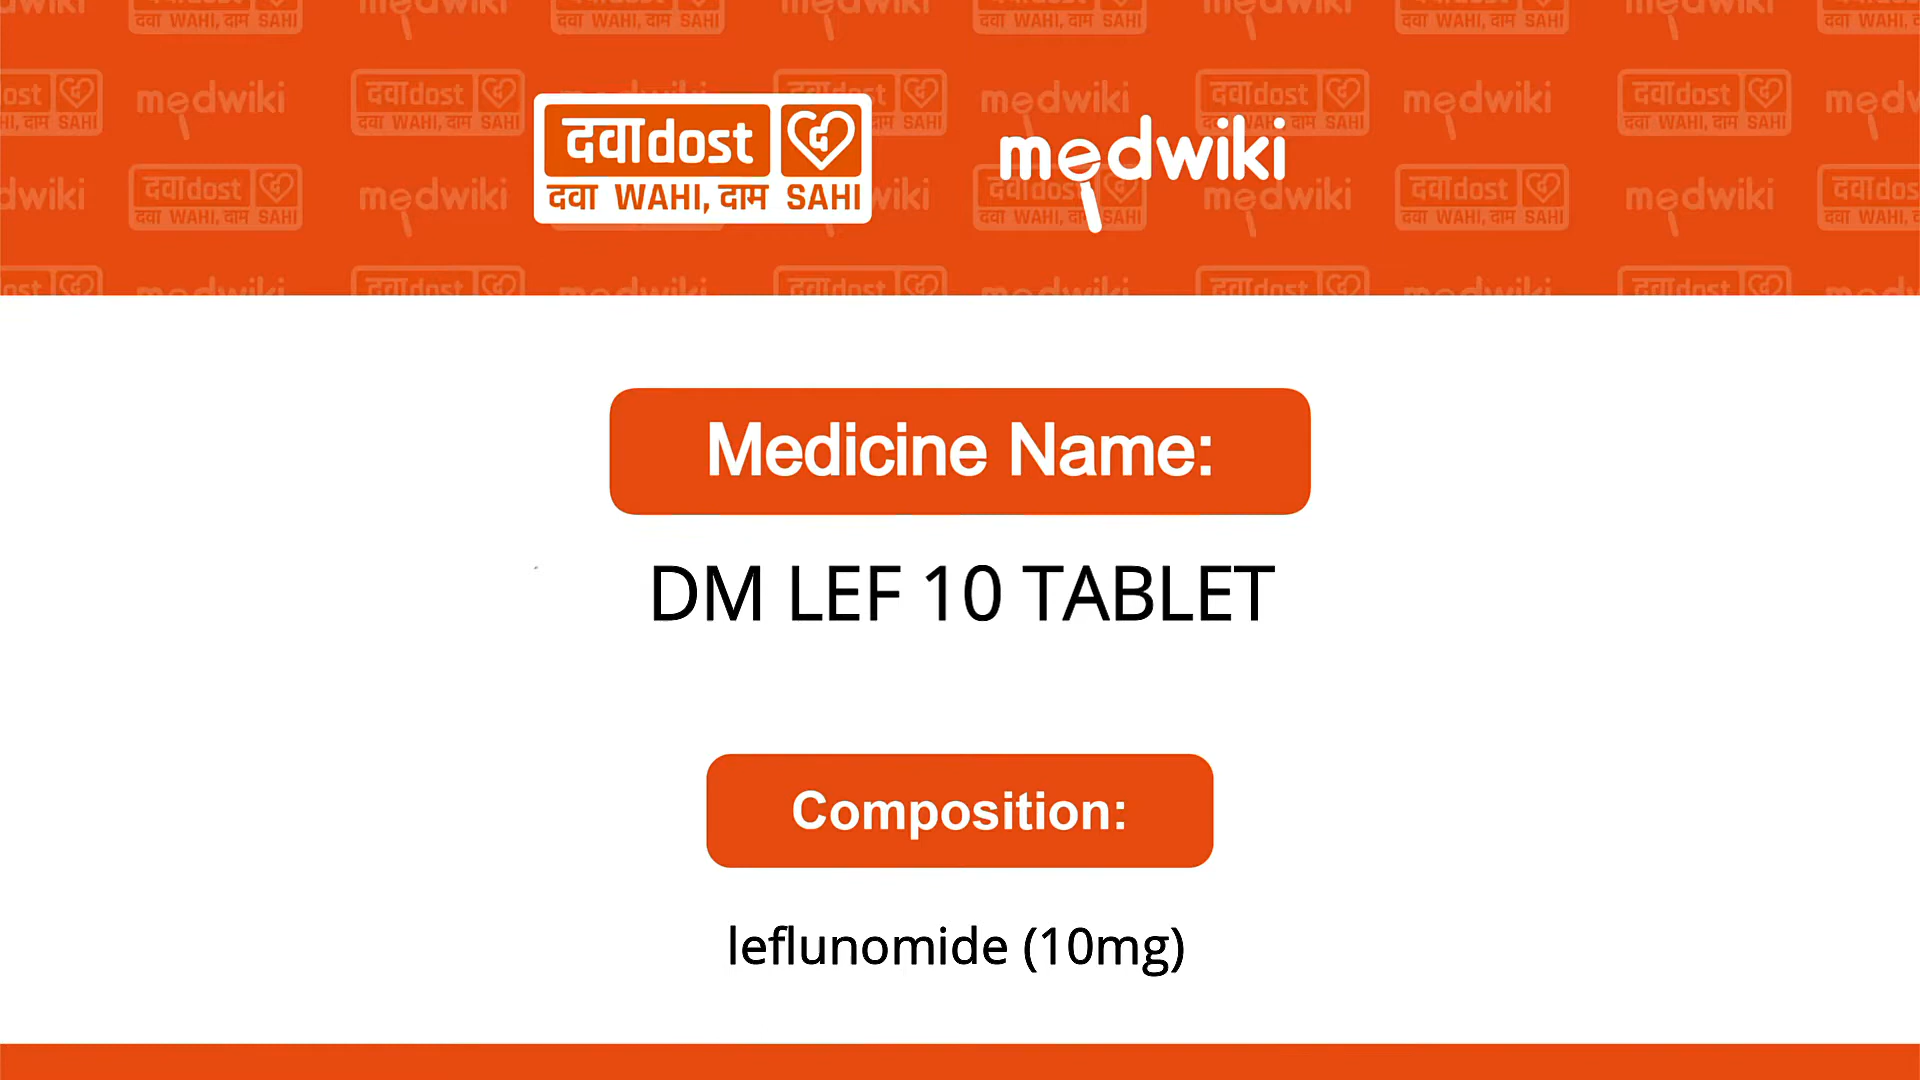 दवाdost
दवा WAHI, दाम SAHI
medwiki
Medicine Name:
DM LEF 10 TABLET
Composition:
leflunomide (10mg)